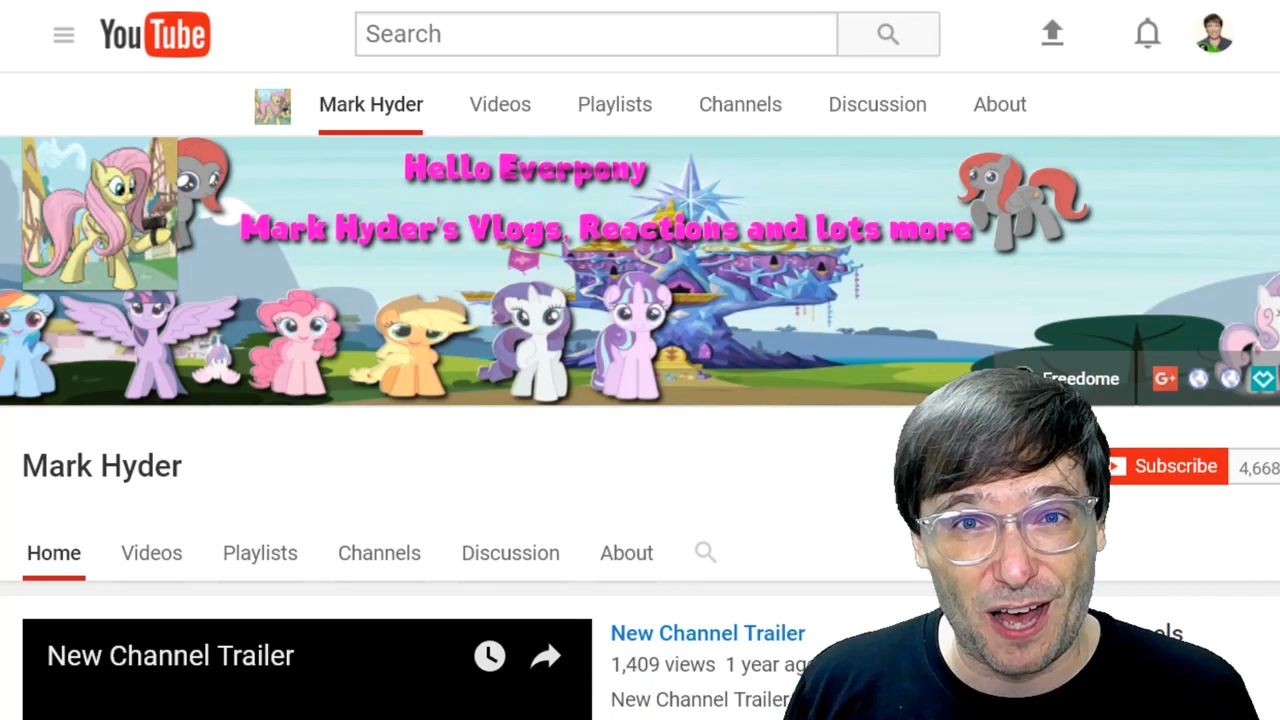 YouTube
Search
Mark Hyder Videos Playlists Channels Discussion About
Hello Everpony
Mark Hyder's Vlogs, Reactions and lots more
Freedome G+
Mark Hyder
Subscribe 4,668
Home Videos Playlists Channels Discussion About
New Channel Trailer
New Channel Trailer
1,409 views 1 year ag
New Channel Trailer
els